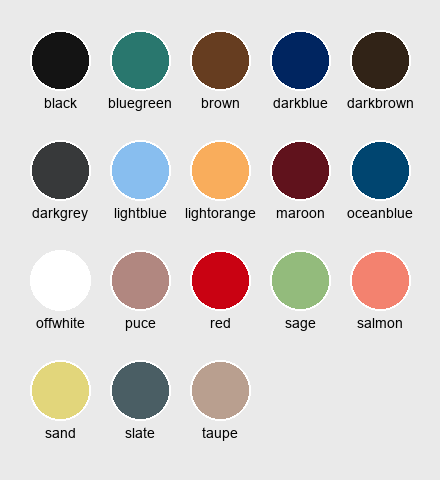 black bluegreen brown darkblue darkbrown
darkgrey lightblue lightorange maroon oceanblue
offwhite puce red sage salmon
sand slate taupe